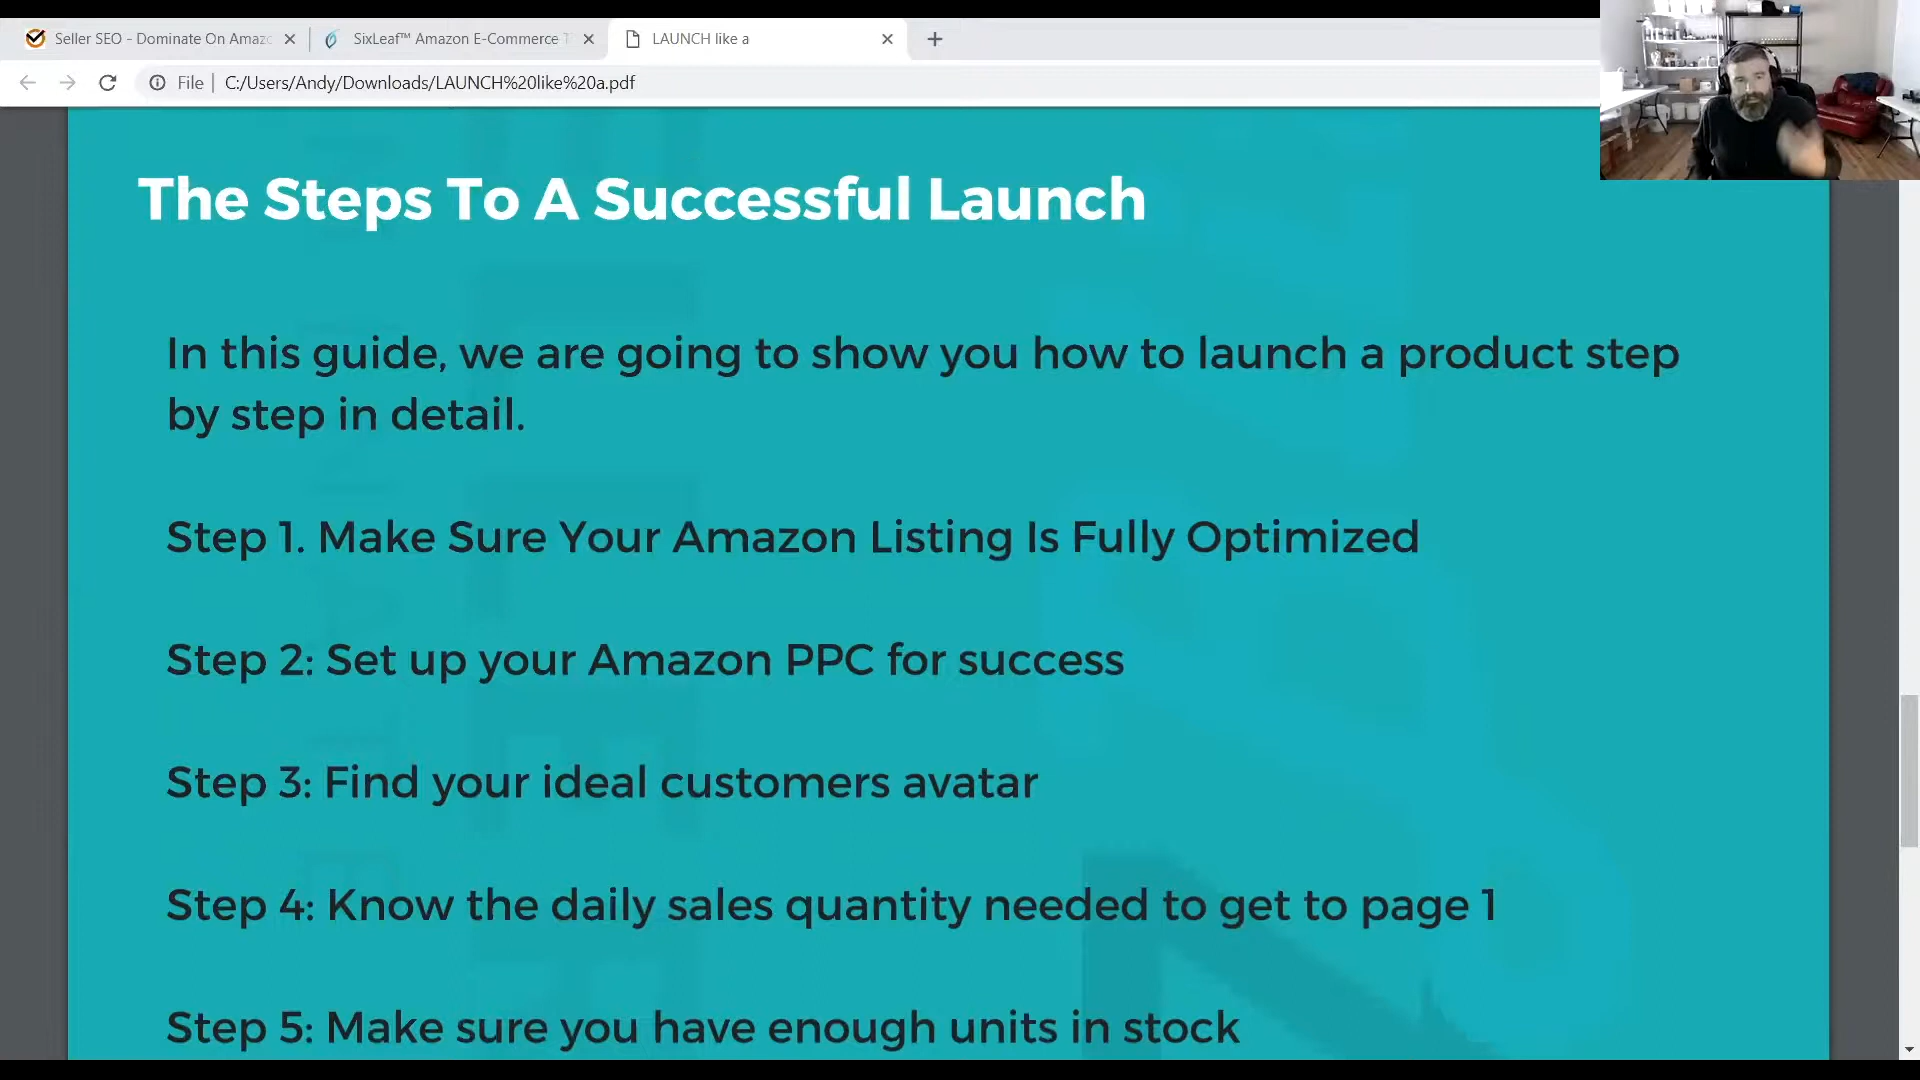 Seller SEO - Dominate On Amazo
SixLeaf™ Amazon E-Commerce T
LAUNCH like a
File
C:/Users/Andy/Downloads/LAUNCH%20like%20a.pdf
The Steps To A Successful Launch
In this guide, we are going to show you how to launch a product step
by step in detail.
Step 1. Make Sure Your Amazon Listing Is Fully Optimized
Step 2: Set up your Amazon PPC for success
Step 3: Find your ideal customers avatar
Step 4: Know the daily sales quantity needed to get to page 1
Step 5: Make sure you have enough units in stock